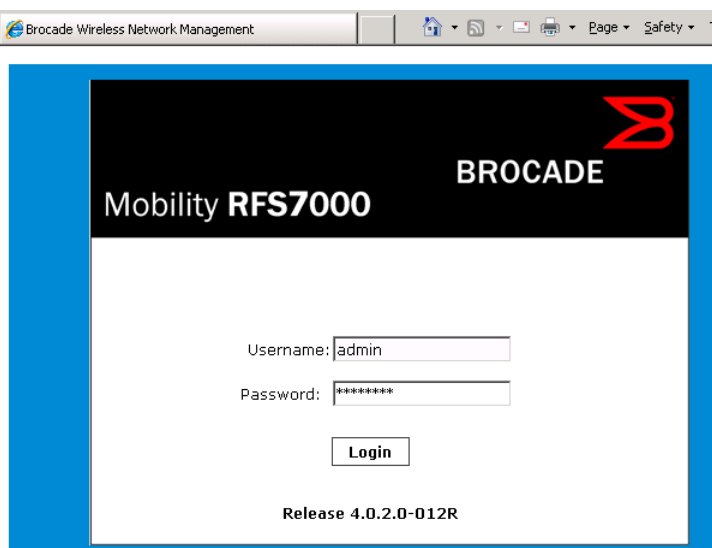 Brocade Wireless Network Management
Page Safety
BROCADE
Mobility RFS7000
Username: admin
Password: ********
Login
Release 4.0.2.0-012R